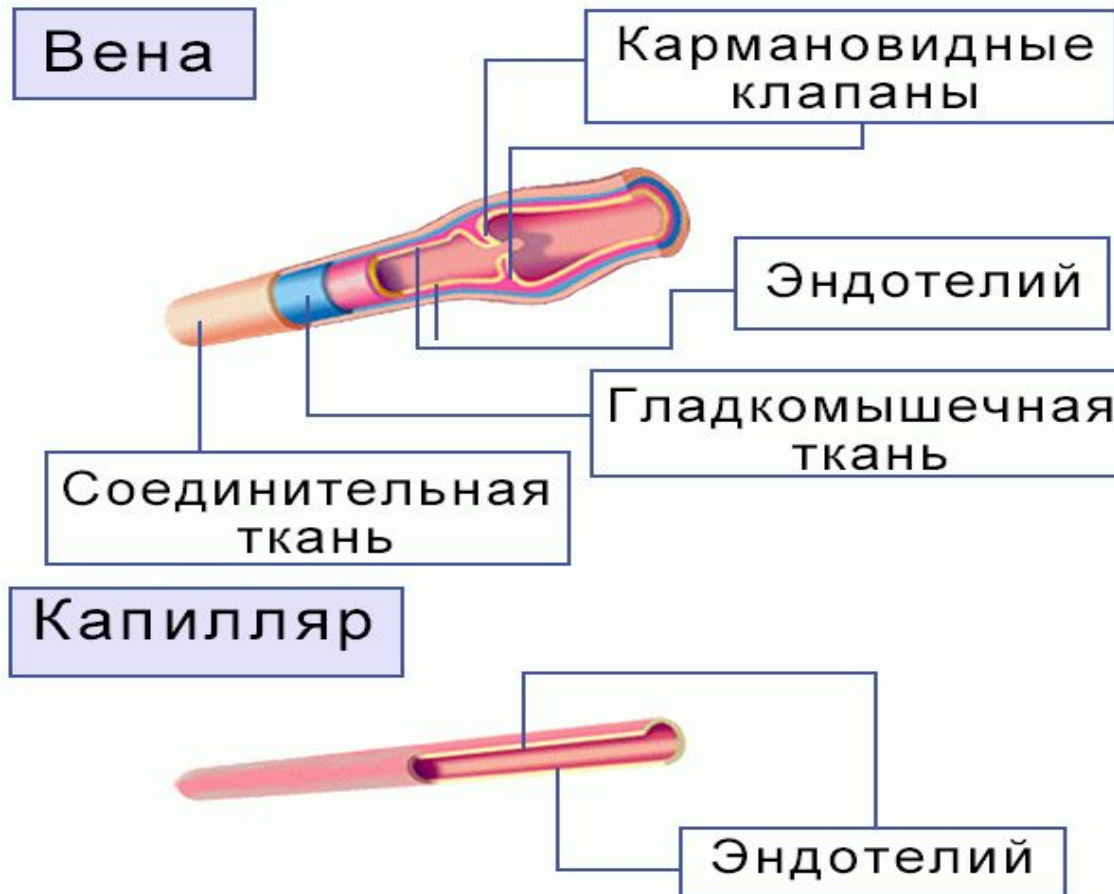 Вена
Кармановидные
клапаны
Эндотелий
Гладкомышечная
ткань
Соединительная
ткань
Капилляр
Эндотелий